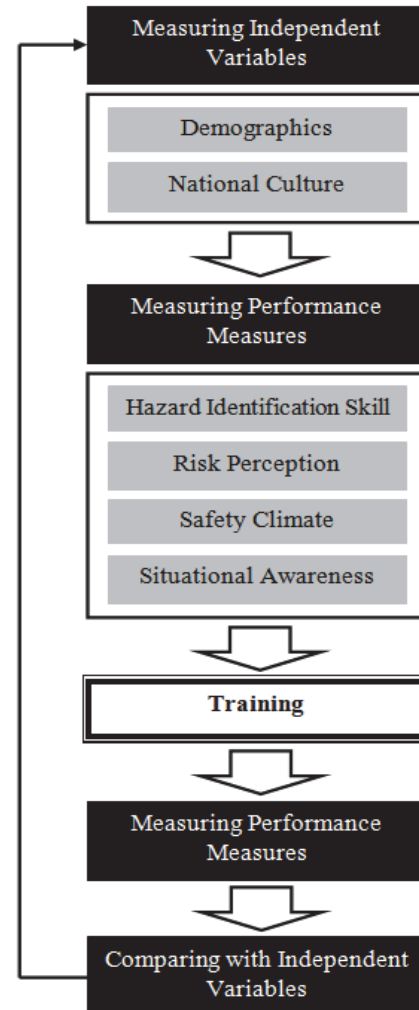 Measuring Independent
Variables
Demographics
National Culture
Measuring Performance
Measures
Hazard Identification Skill
Risk Perception
Safety Climate
Situational Awareness
Training
Measuring Performance
Measures
Comparing with Independent
Variables